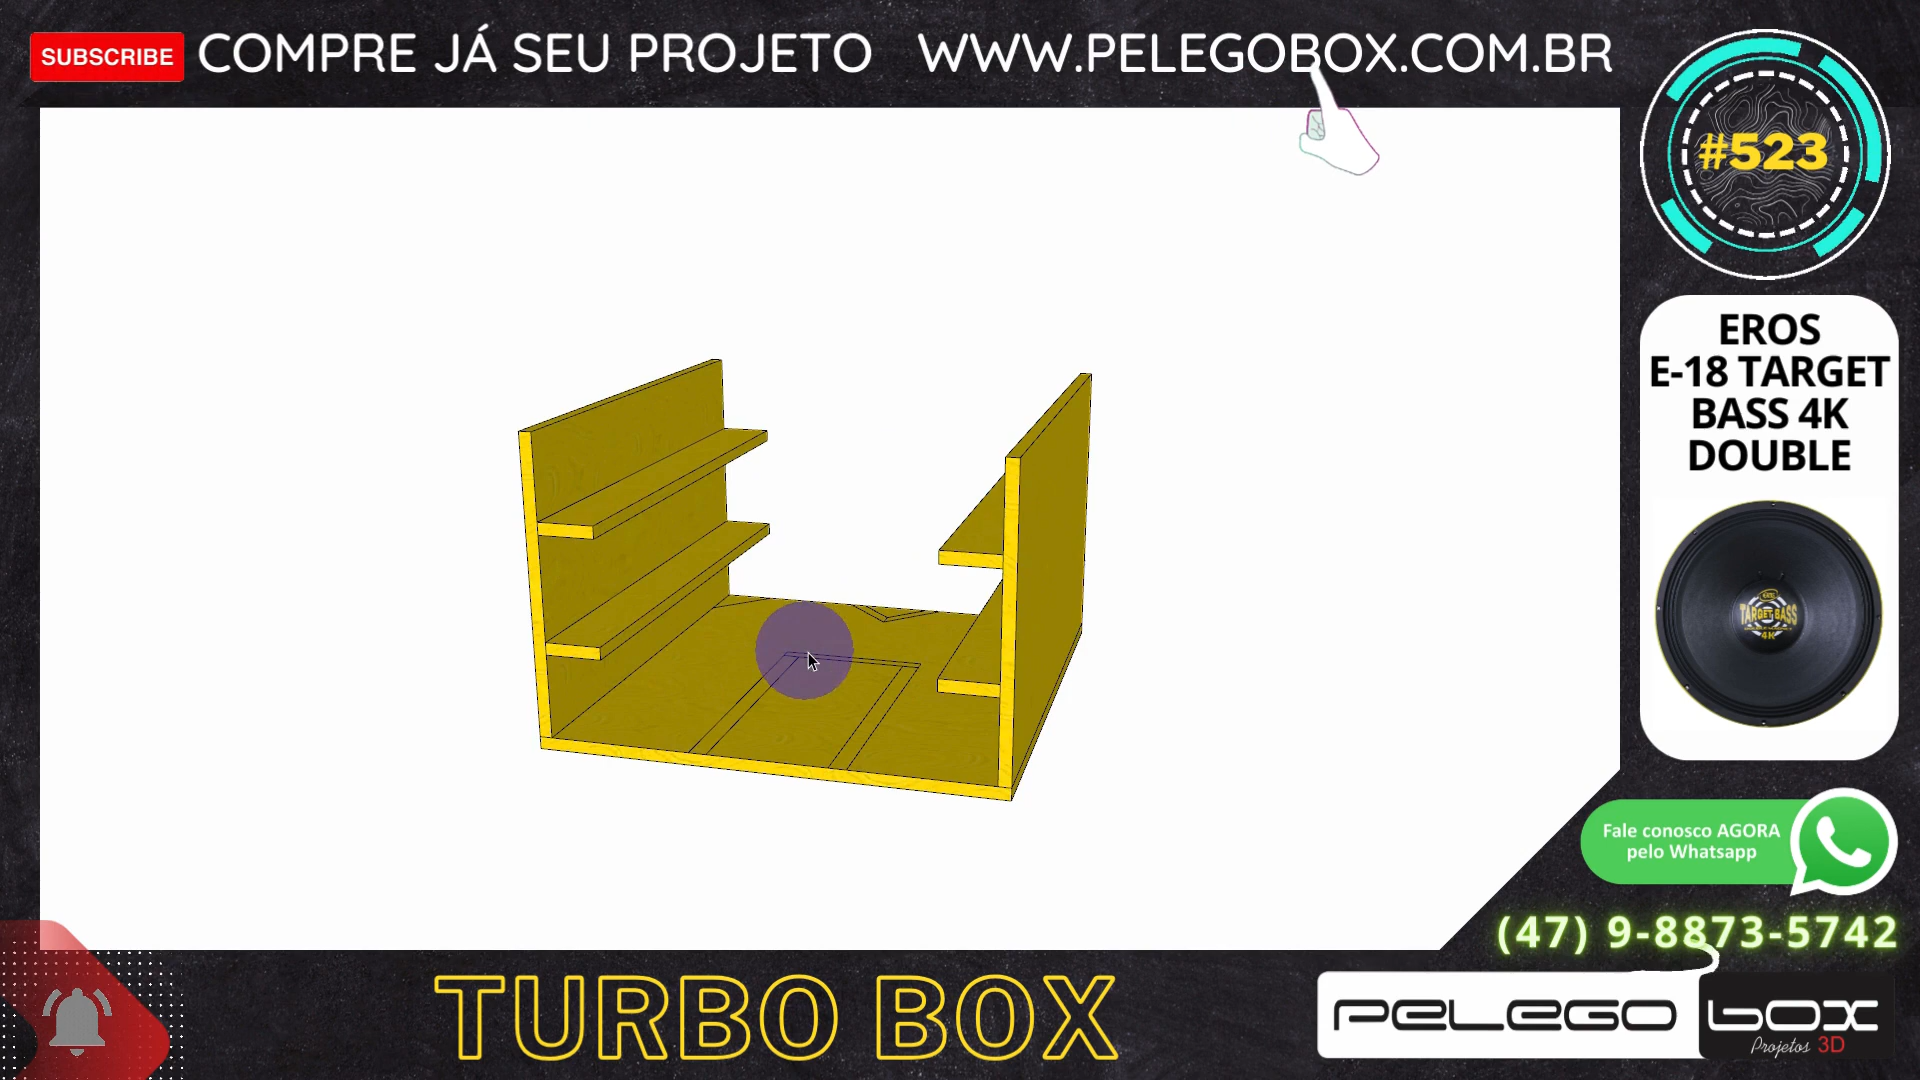 SUBSCRIBE COMPRE JÁ SEU PROJETO WWW.PELEGOBOX.COM.BR
#523
EROS
E-18 TARGET
BASS 4K
DOUBLE
TARGET BASS
4K
Fale conosco AGORA
pelo Whatsapp
(47) 9-8873-5742
TURBO BOX
PELEGO BOX
Projetos 3D